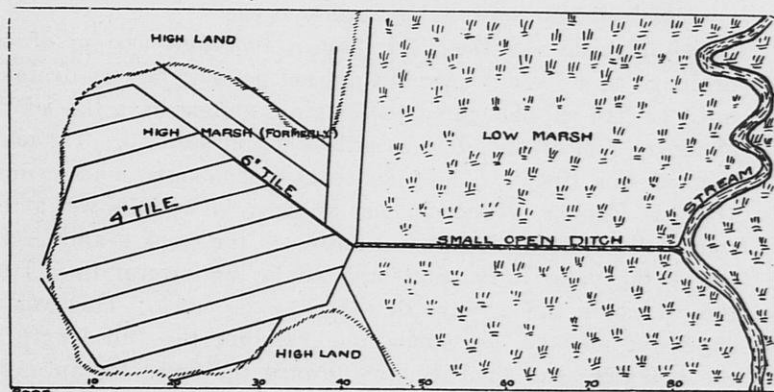 HIGH LAND
HIGH MARSH (FORMERLY)
LOW MARSH
6" TILE
4" TILE
STREAM
SMALL OPEN DITCH
HIGH LAND
10 20 30 40 50 60 70 80